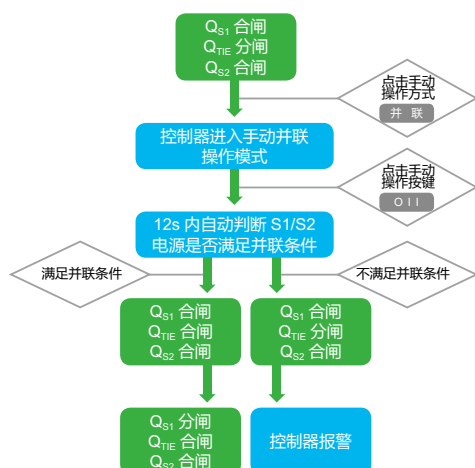 QS1 合闸
QTIE 分闸
QS2 合闸
点击手动
操作方式
并 联
控制器进入手动并联
操作模式
点击手动
操作按键
O I I
12s 内自动判断 S1/S2
电源是否满足并联条件
满足并联条件
不满足并联条件
QS1 合闸
QTIE 合闸
QS2 合闸
QS1 合闸
QTIE 分闸
QS2 合闸
QS1 分闸
QTIE 合闸
QS2 合闸
控制器报警